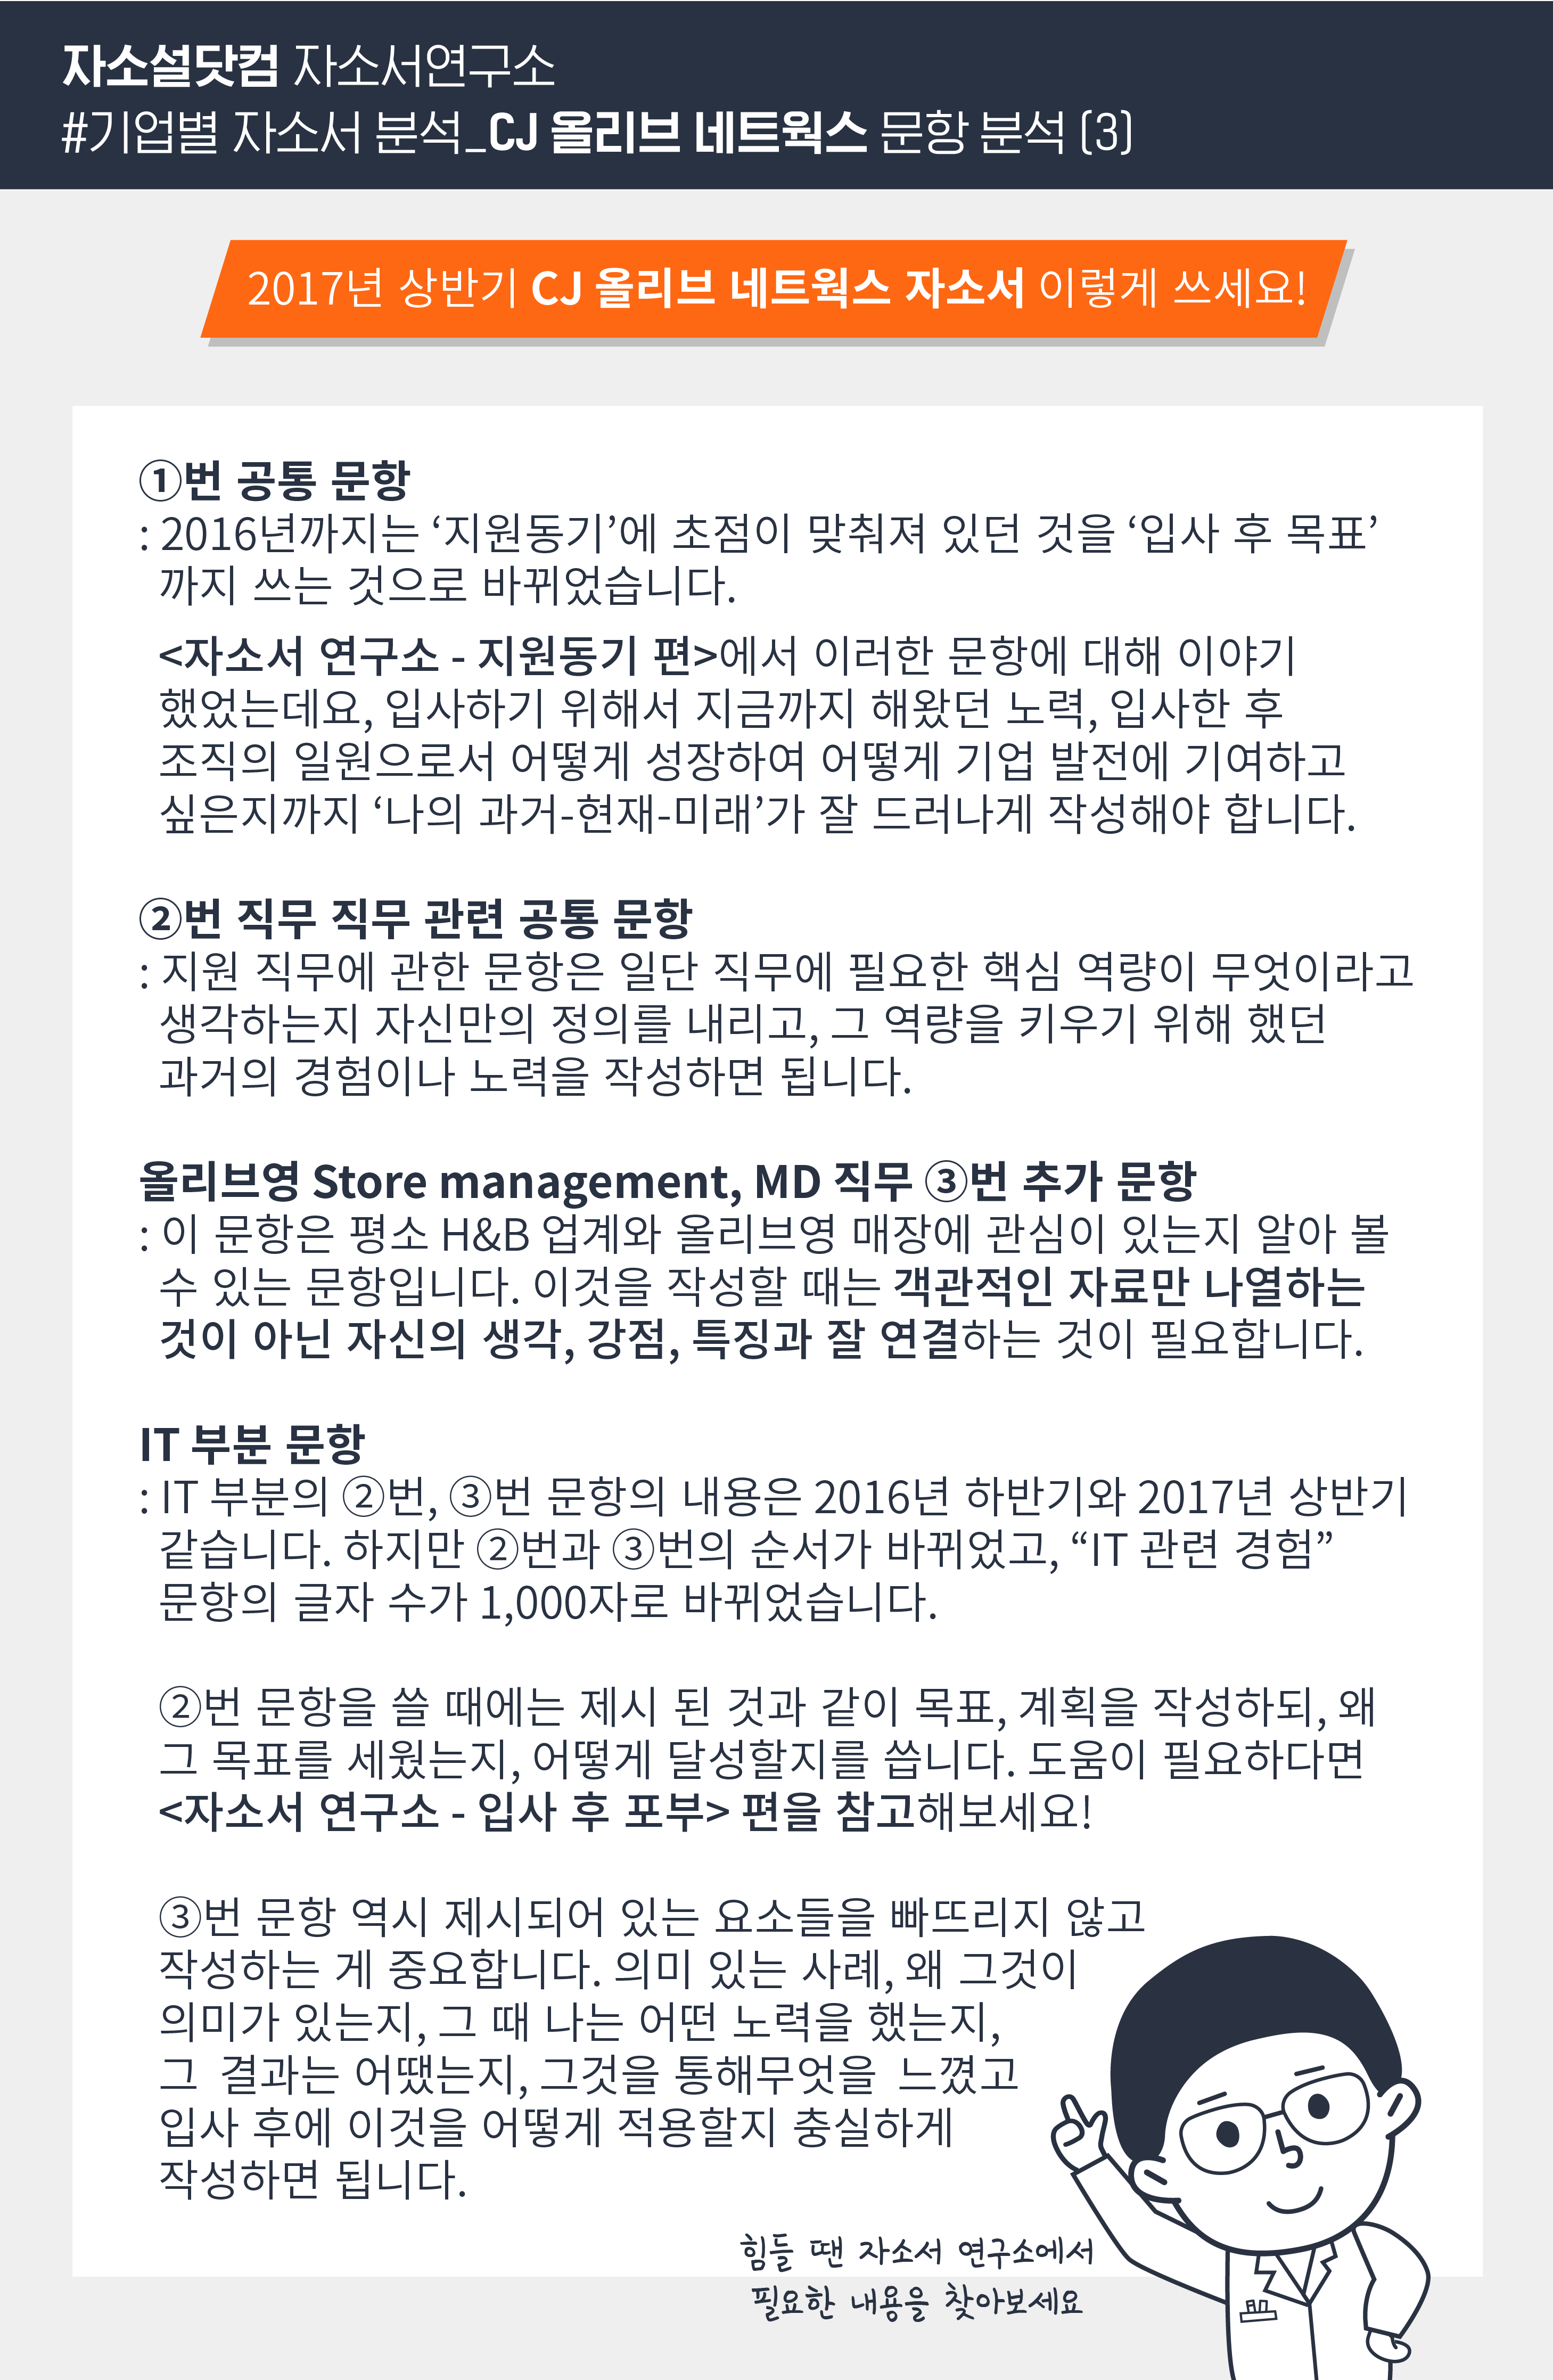 자소설닷컴 자소서연구소
#기업별 자소서 분석_CJ 올리브 네트웍스 문항 분석 (3)
2017년 상반기 CJ 올리브 네트웍스 자소서 이렇게 쓰세요!
①번 공통 문항
: 2016년까지는 ‘지원동기’에 초점이 맞춰져 있던 것을 ‘입사 후 목표’
까지 쓰는 것으로 바뀌었습니다.
<자소서 연구소 - 지원동기 편>에서 이러한 문항에 대해 이야기
했었는데요, 입사하기 위해서 지금까지 해왔던 노력, 입사한 후
조직의 일원으로서 어떻게 성장하여 어떻게 기업 발전에 기여하고
싶은지까지 ‘나의 과거-현재-미래’가 잘 드러나게 작성해야 합니다.
②번 직무 직무 관련 공통 문항
: 지원 직무에 관한 문항은 일단 직무에 필요한 핵심 역량이 무엇이라고
생각하는지 자신만의 정의를 내리고, 그 역량을 키우기 위해 했던
과거의 경험이나 노력을 작성하면 됩니다.
올리브영 Store management, MD 직무 ③번 추가 문항
: 이 문항은 평소 H&B 업계와 올리브영 매장에 관심이 있는지 알아 볼
수 있는 문항입니다. 이것을 작성할 때는 객관적인 자료만 나열하는
것이 아닌 자신의 생각, 강점, 특징과 잘 연결하는 것이 필요합니다.
IT 부분 문항
: IT 부분의 ②번, ③번 문항의 내용은 2016년 하반기와 2017년 상반기
같습니다. 하지만 ②번과 ③번의 순서가 바뀌었고, “IT 관련 경험”
문항의 글자 수가 1,000자로 바뀌었습니다.
②번 문항을 쓸 때에는 제시 된 것과 같이 목표, 계획을 작성하되, 왜
그 목표를 세웠는지, 어떻게 달성할지를 씁니다. 도움이 필요하다면
<자소서 연구소 - 입사 후 포부> 편을 참고해보세요!
③번 문항 역시 제시되어 있는 요소들을 빠뜨리지 않고
작성하는 게 중요합니다. 의미 있는 사례, 왜 그것이
의미가 있는지, 그 때 나는 어떤 노력을 했는지,
그 결과는 어땠는지, 그것을 통해무엇을 느꼈고
입사 후에 이것을 어떻게 적용할지 충실하게
작성하면 됩니다.
힘들 땐 자소서 연구소에서
필요한 내용을 찾아보세요